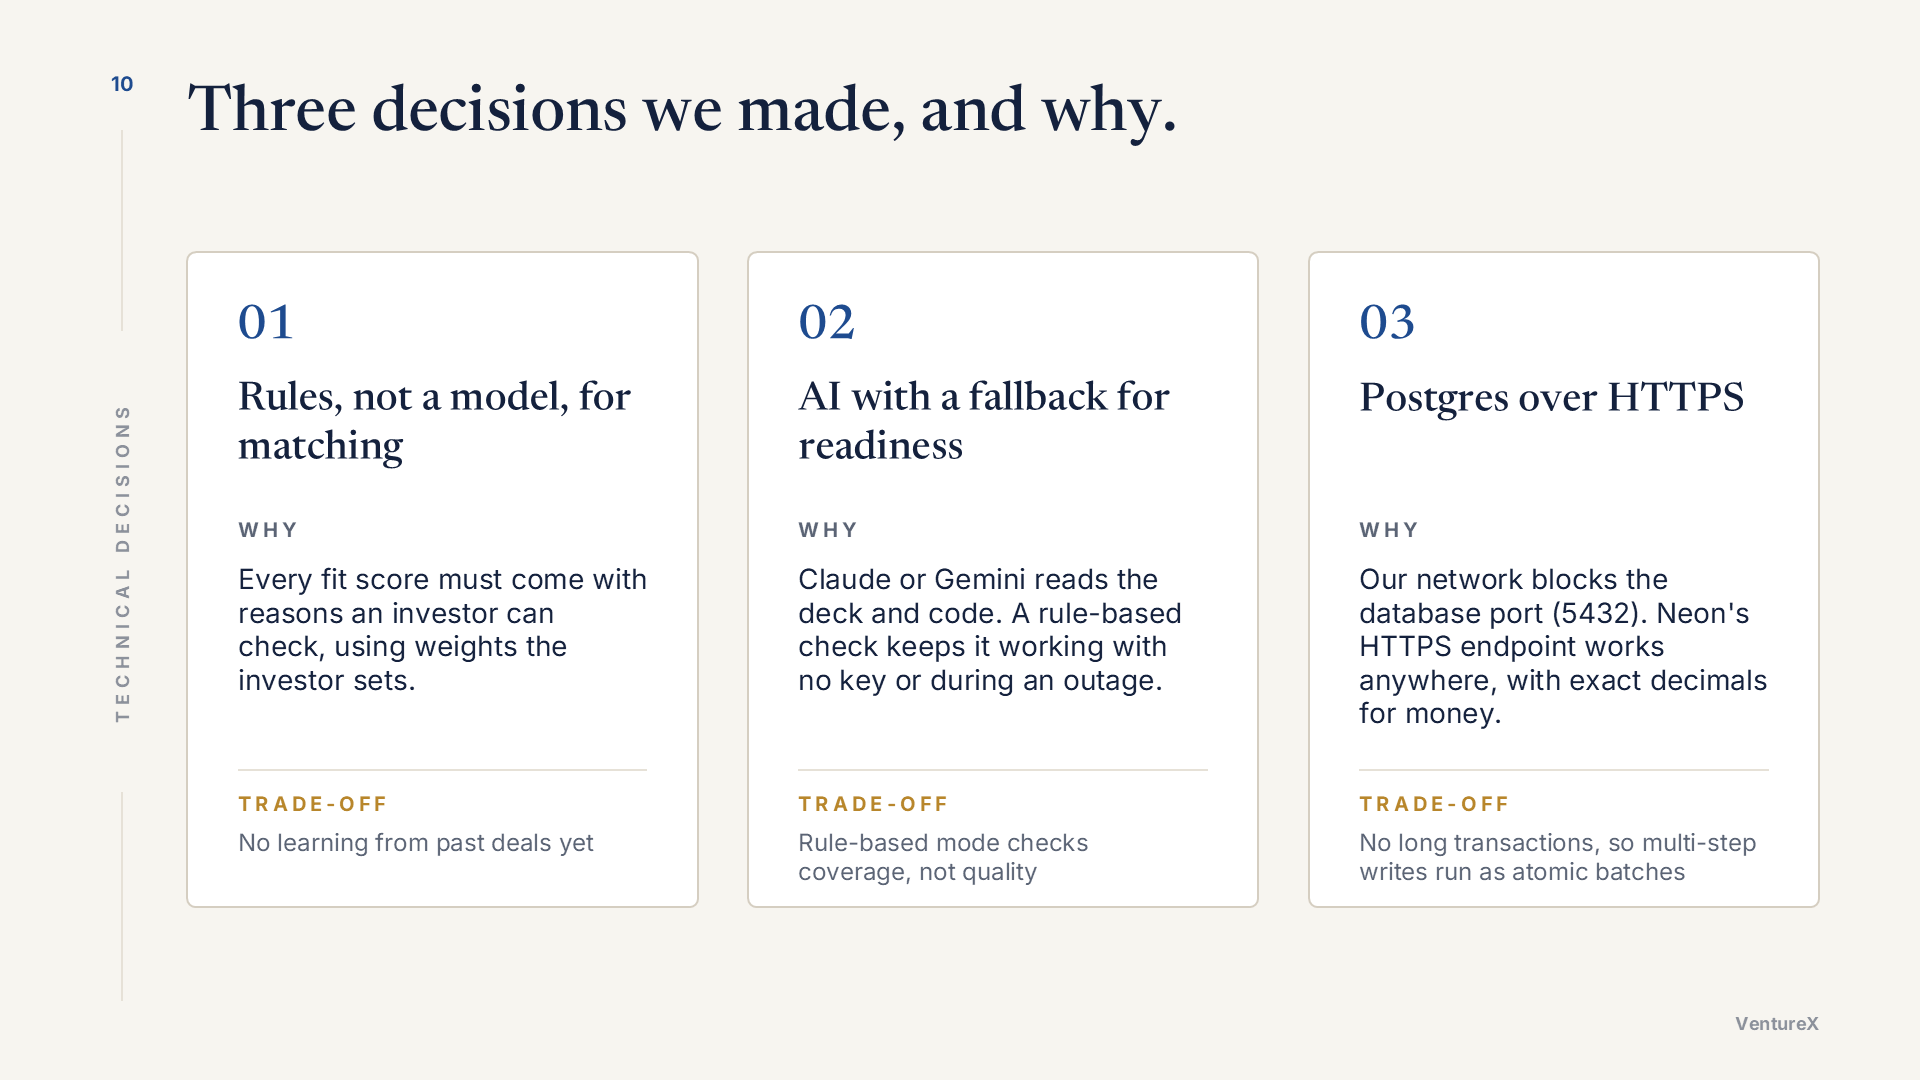 10
Three decisions we made, and why.
TECHNICAL DECISIONS
01
Rules, not a model, for
matching
WHY
Every fit score must come with
reasons an investor can
check, using weights the
investor sets.
TRADE-OFF
No learning from past deals yet
02
AI with a fallback for
readiness
WHY
Claude or Gemini reads the
deck and code. A rule-based
check keeps it working with
no key or during an outage.
TRADE-OFF
Rule-based mode checks
coverage, not quality
03
Postgres over HTTPS
WHY
Our network blocks the
database port (5432). Neon's
HTTPS endpoint works
anywhere, with exact decimals
for money.
TRADE-OFF
No long transactions, so multi-step
writes run as atomic batches
VentureX